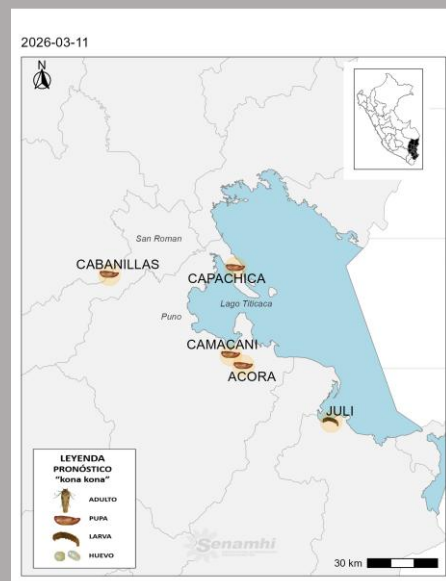 2026-03-11
N
San Roman
CABANILLAS
CAPACHICA
Lago Titicaca
Puno
CAMACANI
ACORA
JULI
LEYENDA
PRONÓSTICO
"kona kona"
ADULTO
PUPA
LARVA
HUEVO
Senamhi
30 km